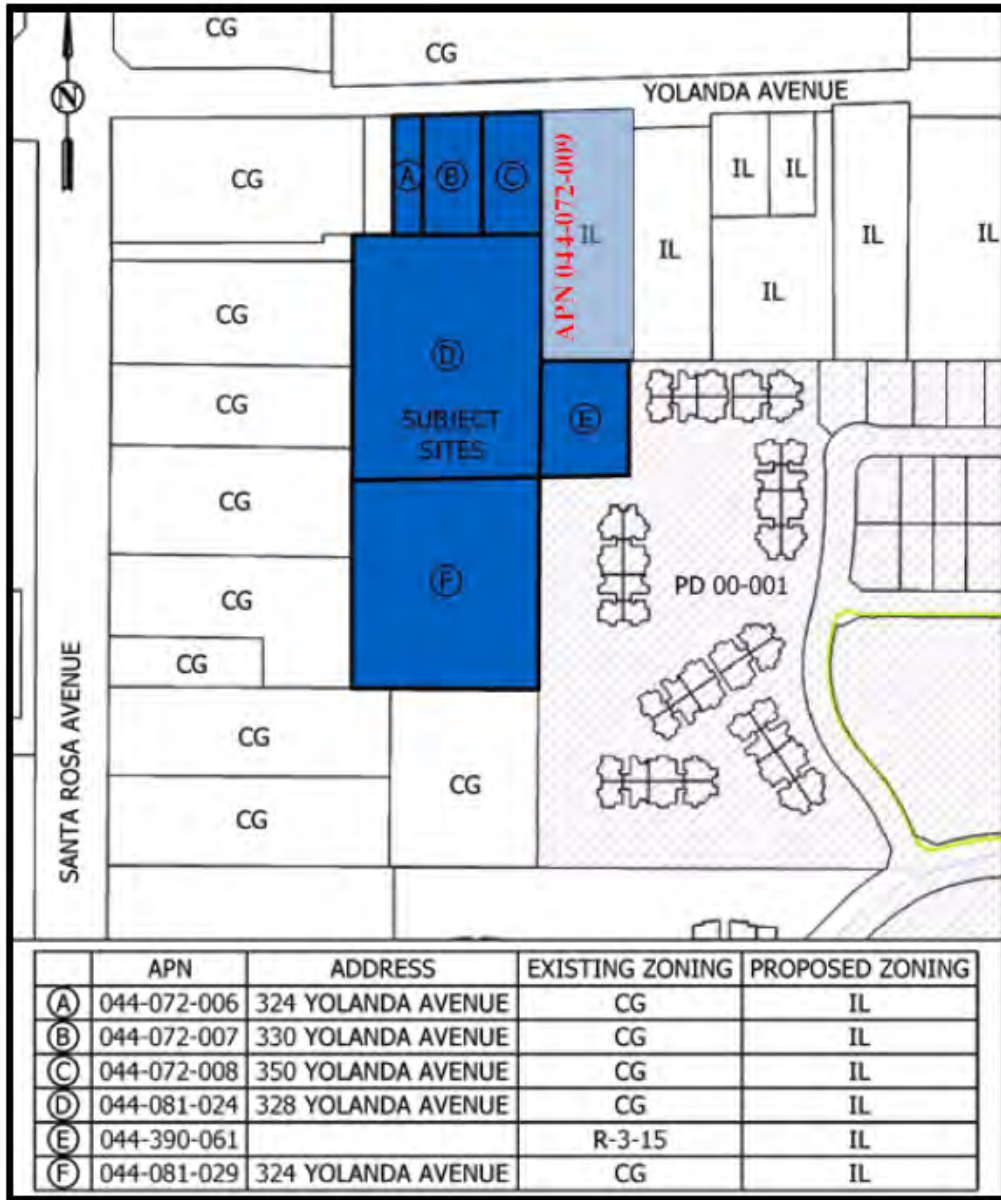 CG
CG
N
YOLANDA AVENUE
CG
A
B
C
APN 044-072-009
IL
IL
IL
IL
IL
IL
IL
CG
D
CG
SUBJECT
SITES
E
CG
F
PD 00-001
CG
CG
SANTA ROSA AVENUE
CG
CG
CG
APN ADDRESS EXISTING ZONING PROPOSED ZONING
A 044-072-006 324 YOLANDA AVENUE CG IL
B 044-072-007 330 YOLANDA AVENUE CG IL
C 044-072-008 350 YOLANDA AVENUE CG IL
D 044-081-024 328 YOLANDA AVENUE CG IL
E 044-390-061 R-3-15 IL
F 044-081-029 324 YOLANDA AVENUE CG IL